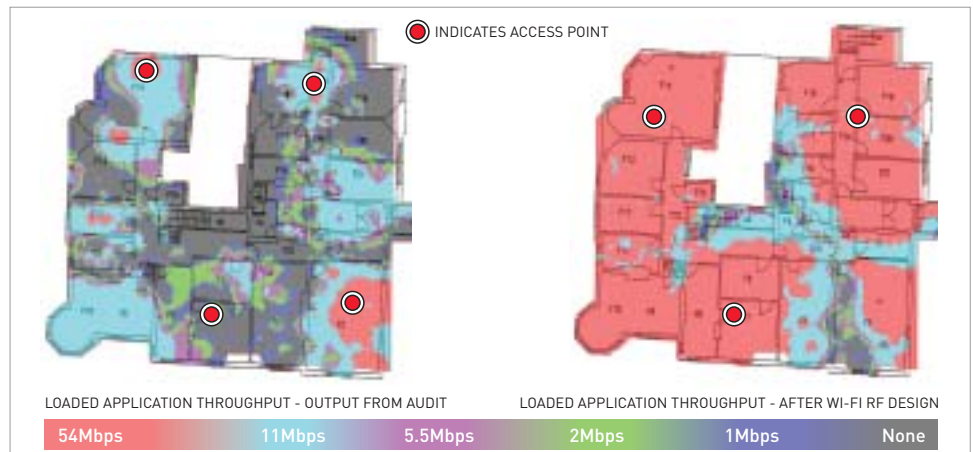 INDICATES ACCESS POINT
LOADED APPLICATION THROUGHPUT - OUTPUT FROM AUDIT
LOADED APPLICATION THROUGHPUT - AFTER WI-FI RF DESIGN
54Mbps 11Mbps 5.5Mbps 2Mbps 1Mbps None